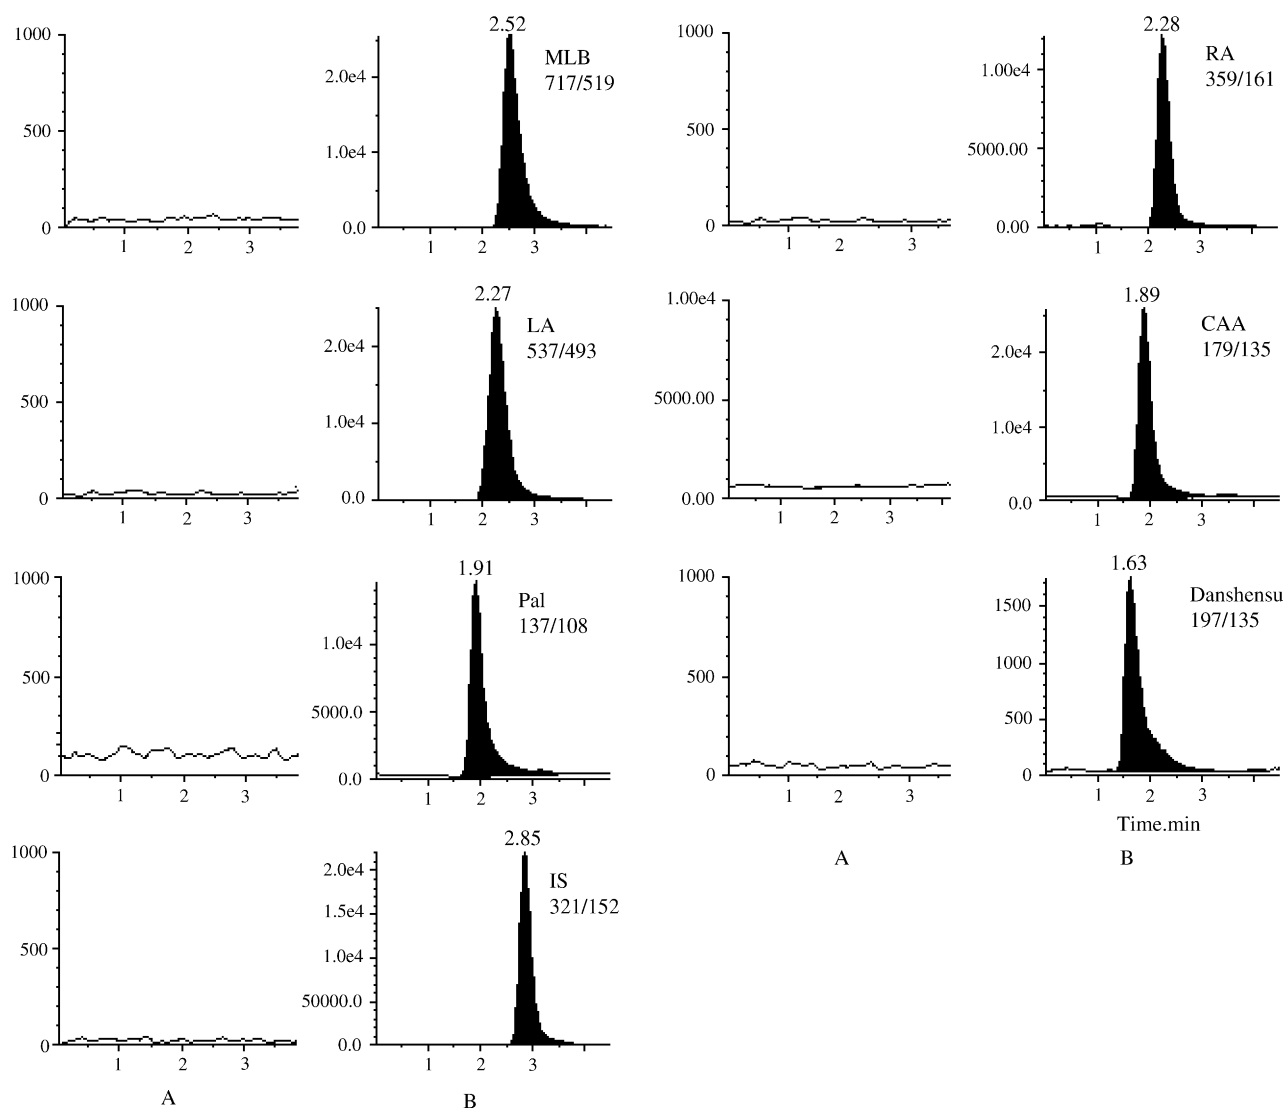 1000
500
0
1 2 3
2.52
MLB
717/519
2.0e4
1.0e4
0.0
1 2 3
1000
500
0
1 2 3
2.28
RA
359/161
1.00e4
5000.00
0.00
1 2 3
1000
500
0
1 2 3
2.27
LA
537/493
2.0e4
1.0e4
0.0
1 2 3
1.00e4
5000.00
0.00
1 2 3
1.89
CAA
179/135
2.0e4
1.0e4
0.0
1 2 3
1000
500
0
1 2 3
1.91
Pal
137/108
1.0e4
5000.0
0.0
1 2 3
1000
500
0
1 2 3
1.63
Danshensu
197/135
1500
1000
500
0
1 2 3
Time.min
A
B
1000
500
0
1 2 3
2.85
IS
321/152
2.0e4
1.5e4
1.0e4
50000.0
0.0
1 2 3
A
B